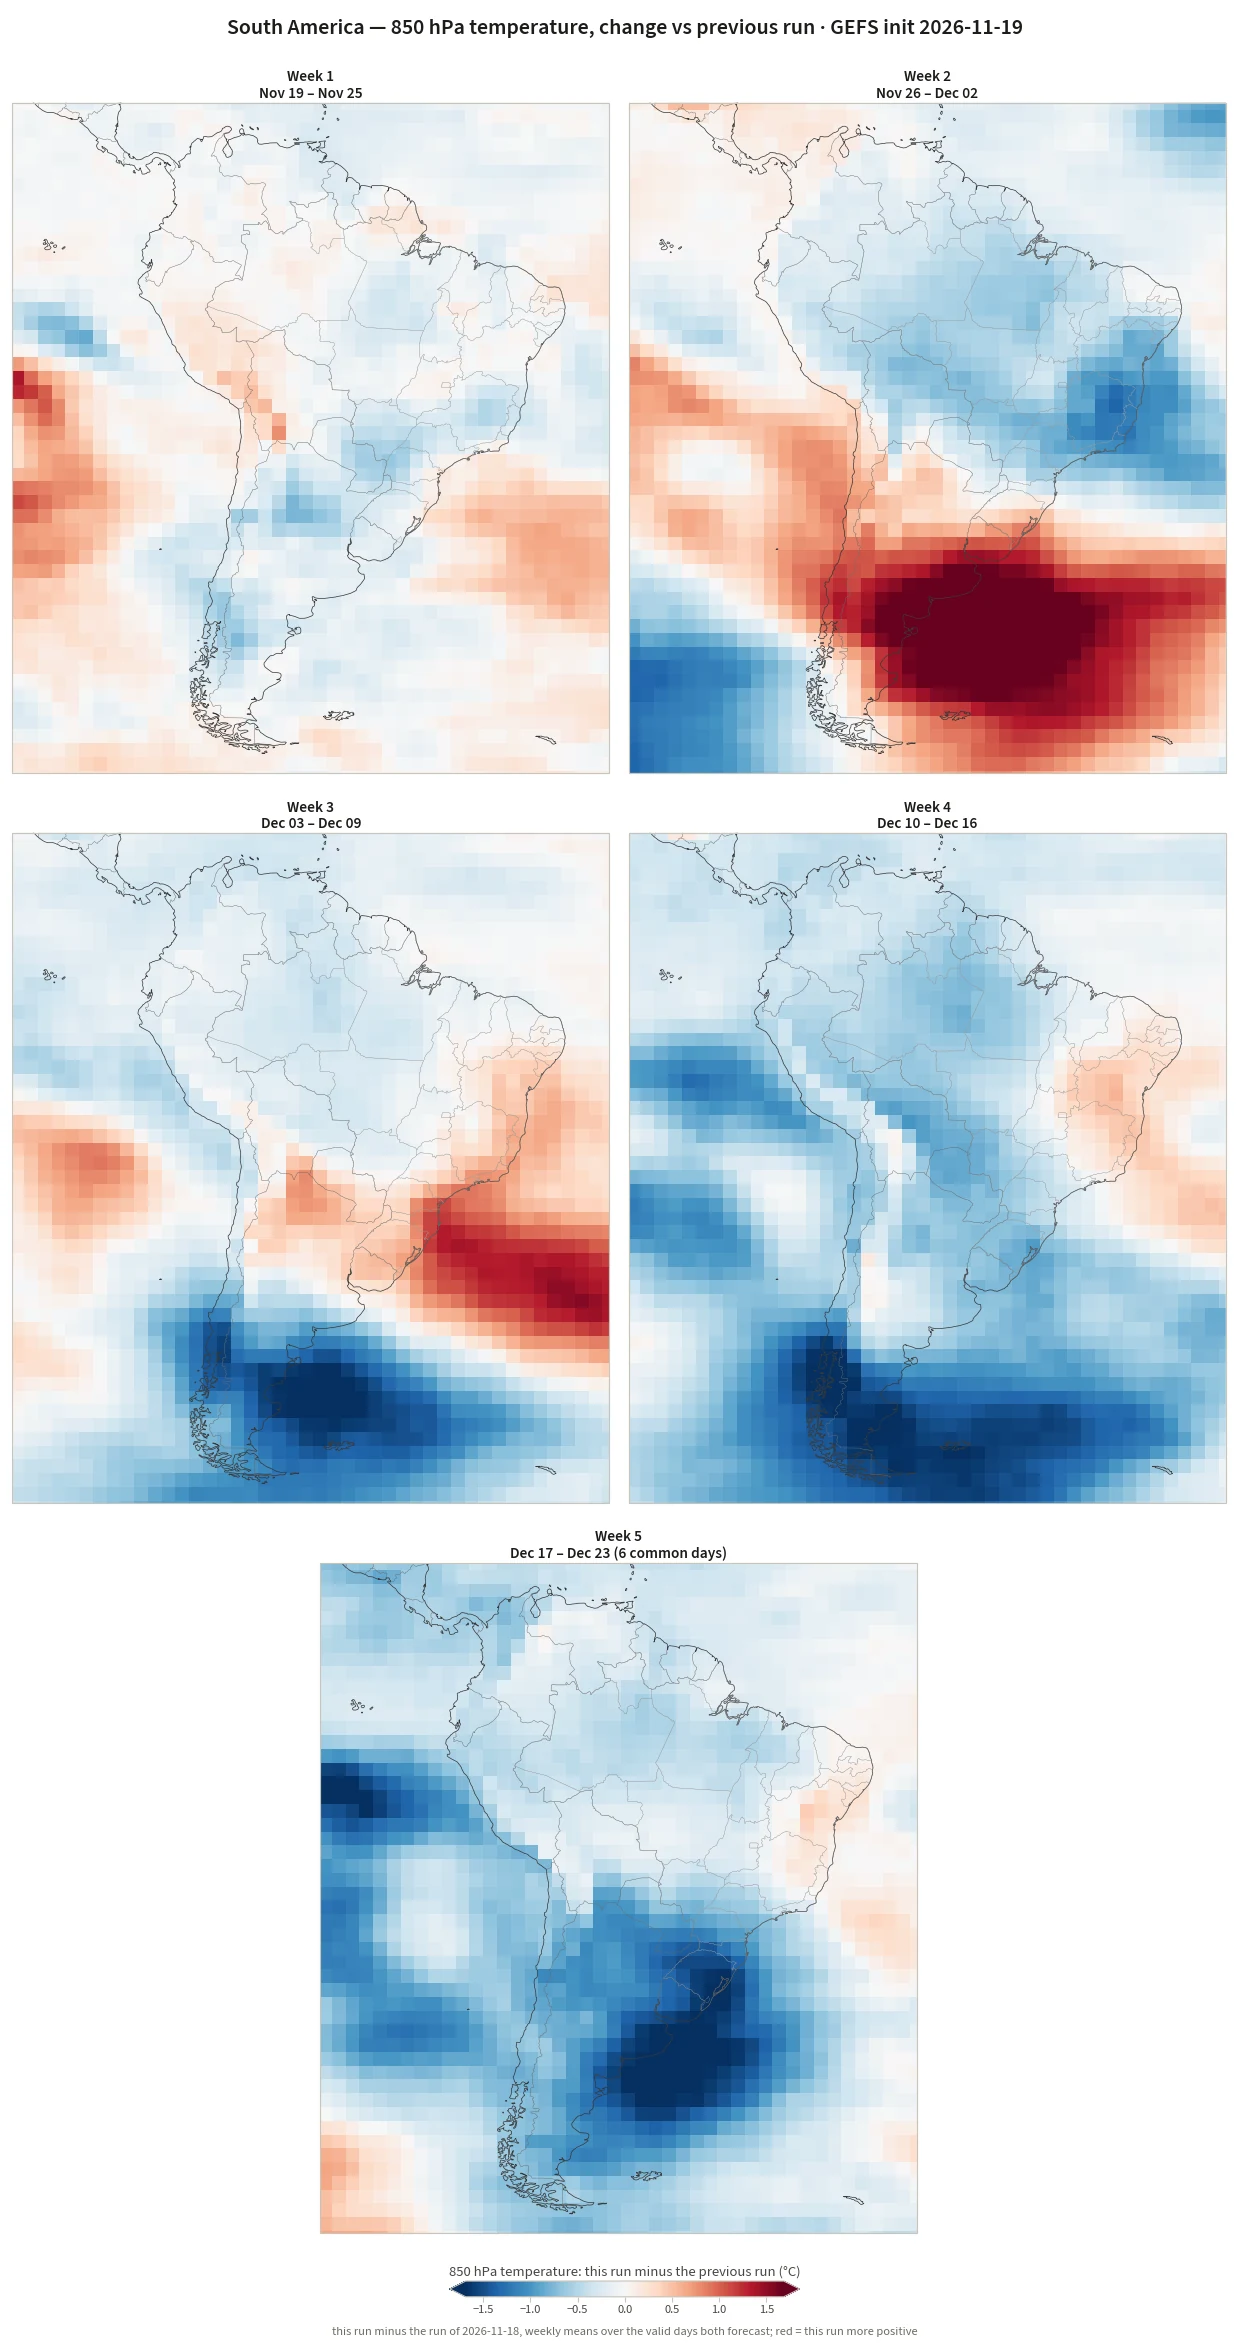 South America — 850 hPa temperature, change vs previous run · GEFS init 2026-11-19
Week 1
Nov 19 – Nov 25
Week 2
Nov 26 – Dec 02
Week 3
Dec 03 – Dec 09
Week 4
Dec 10 – Dec 16
Week 5
Dec 17 – Dec 23 (6 common days)
850 hPa temperature: this run minus the previous run (°C)
−1.5 −1.0 −0.5 0.0 0.5 1.0 1.5
this run minus the run of 2026-11-18, weekly means over the valid days both forecast; red = this run more positive